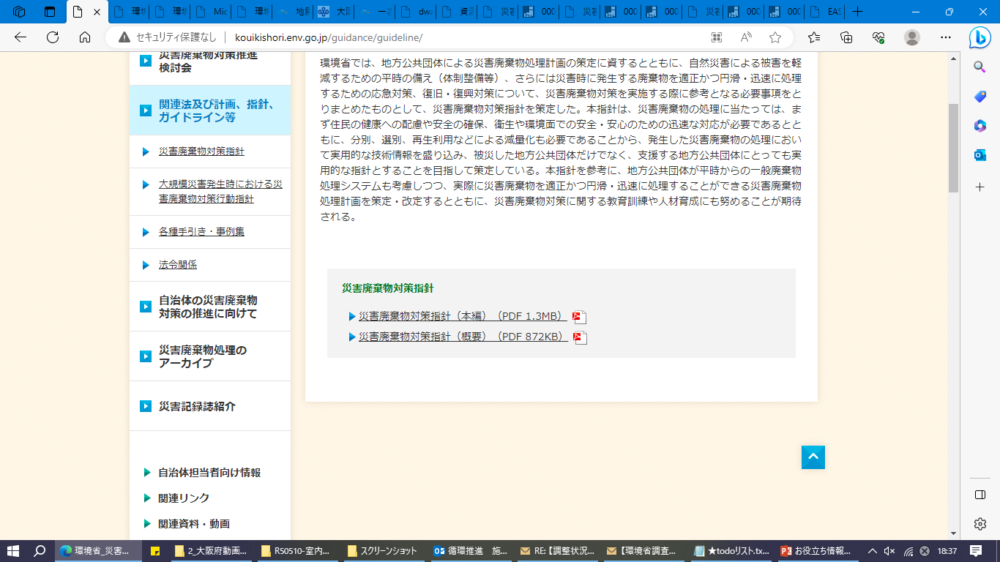 環境
関連
Mic
環境
地域
大阪
一次
dwa
資源
災害
000
災害
000
000
災害
000
000
EAS
セキュリティ保護なし
kouikishori.env.go.jp/guidance/guideline/
災害廃棄物対策推進
検討会
関連法及び計画、指針、
ガイドライン等
災害廃棄物対策指針
大規模災害発生時における災
害廃棄物対策行動指針
各種手引き・事例集
法令関係
自治体の災害廃棄物
対策の推進に向けて
災害廃棄物処理の
アーカイブ
災害記録誌紹介
自治体担当者向け情報
関連リンク
関連資料・動画
環境省では、地方公共団体による災害廃棄物処理計画の策定に資するとともに、自然災害による被害を軽
減するための平時の備え（体制整備等）、さらには災害時に発生する廃棄物を適正かつ円滑・迅速に処理
するための応急対策、復旧・復興対策について、災害廃棄物対策を実施する際に参考となる必要事項をと
りまとめたものとして、災害廃棄物対策指針を策定した。本指針は、災害廃棄物の処理に当たっては、ま
ず住民の健康への配慮や安全の確保、衛生や環境面での安全・安心のための迅速な対応が必要であるとと
もに、分別、選別、再生利用などによる減量化も必要であることから、発生した災害廃棄物の処理におい
て実用的な技術情報を盛り込み、被災した地方公共団体だけでなく、支援する地方公共団体にとっても実
用的な指針とすることを目指して策定している。本指針を参考に、地方公共団体が平時からの一般廃棄物
処理システムも考慮しつつ、実際に災害廃棄物を適正かつ円滑・迅速に処理することができる災害廃棄物
処理計画を策定・改定するとともに、災害廃棄物対策に関する教育訓練や人材育成にも努めることが期待
される。
災害廃棄物対策指針
災害廃棄物対策指針（本編）（PDF 1.3MB）
災害廃棄物対策指針（概要）（PDF 872KB）
環境省_災害...
2_大阪府動画...
R50510-室内...
スクリーンショット
循環推進 施...
RE:【調整状況...
【環境省調査...
★todoリスト.tx...
お役立ち情報...
18:37